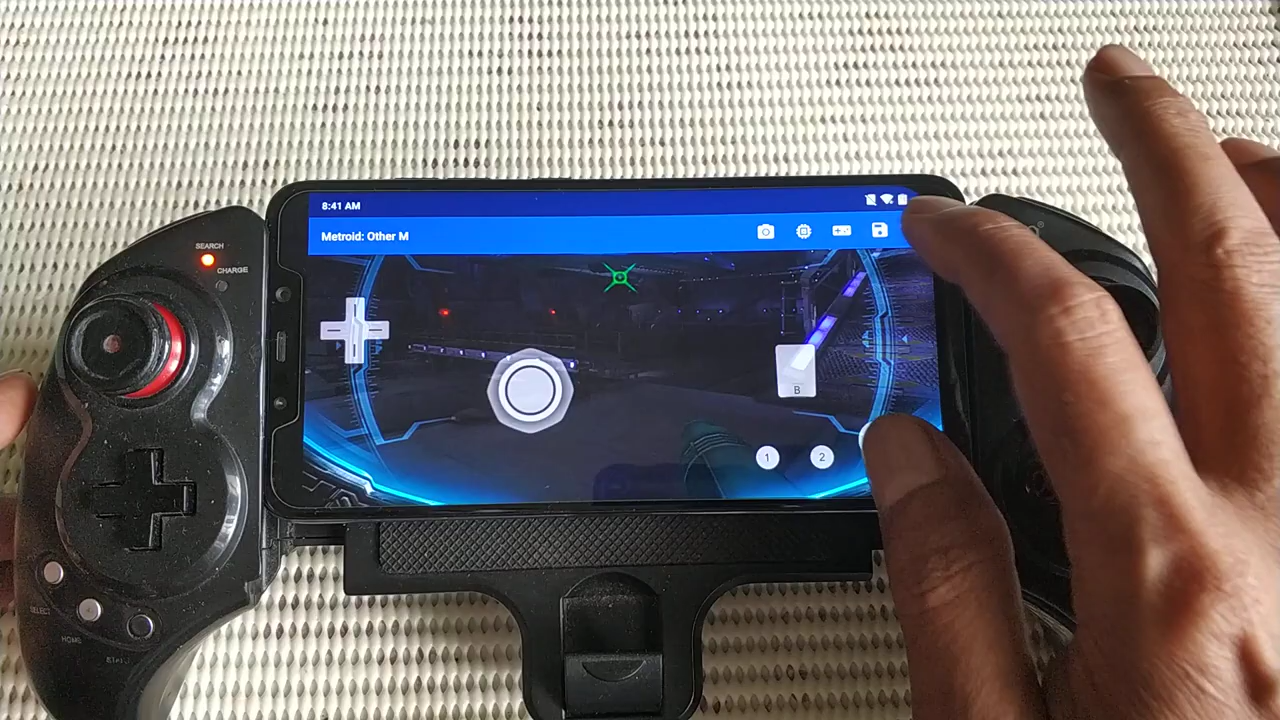 SEARCH
CHARGE
8:41 AM
Metroid: Other M
B
1
2
SELECT
HOME